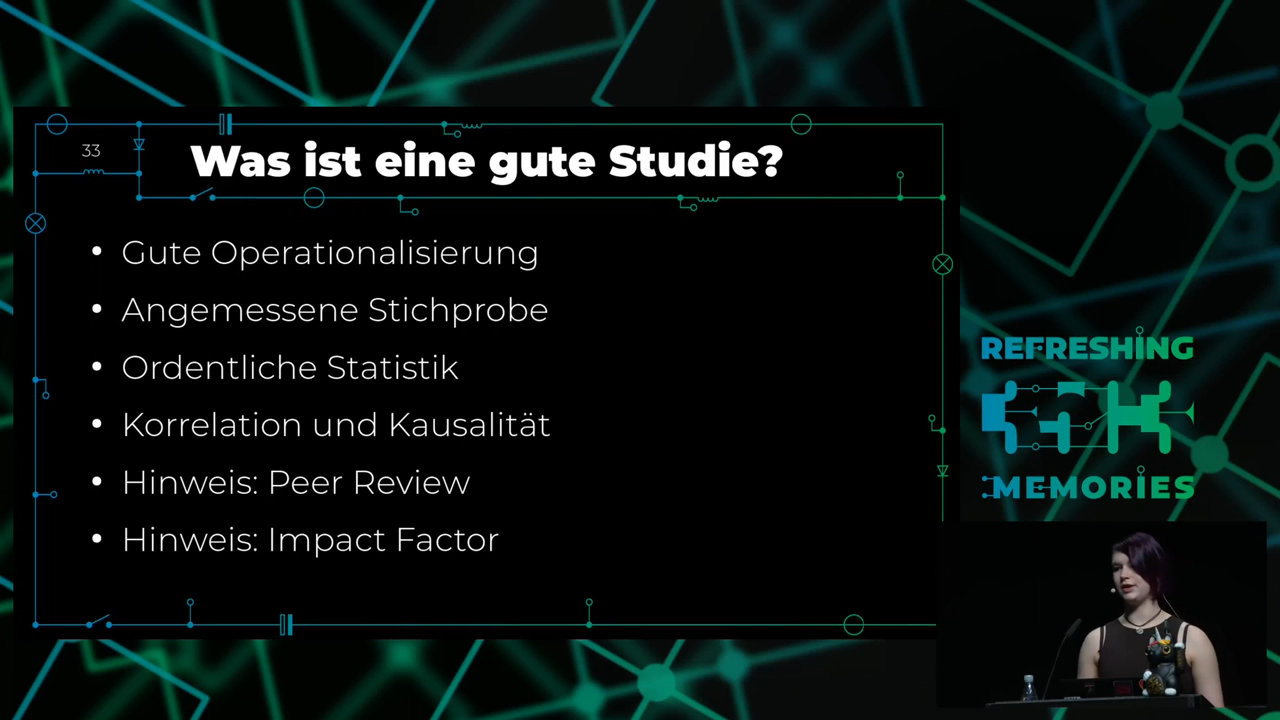 33
Was ist eine gute Studie?
• Gute Operationalisierung
• Angemessene Stichprobe
• Ordentliche Statistik
• Korrelation und Kausalität
• Hinweis: Peer Review
• Hinweis: Impact Factor
REFRESHING
MEMORIES